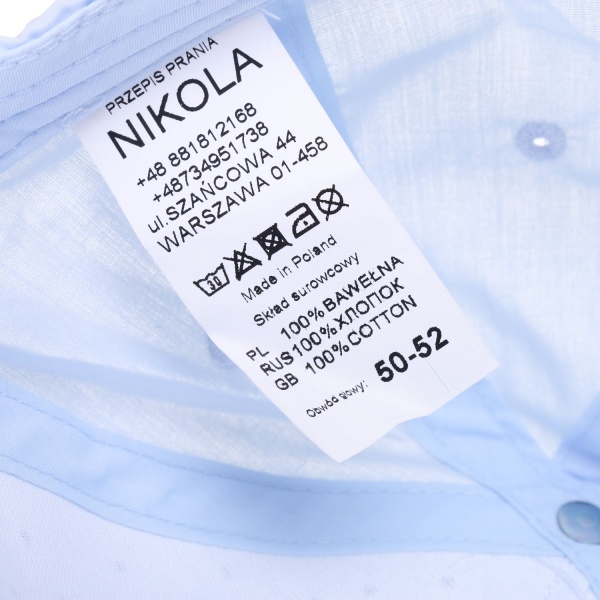 PRZEPIS PRANIA
NIKOLA
+48 881812168
+48734951738
ul.SZAŃCOWA 44
WARSZAWA 01-458
30
Made in Poland
Skład surowcowy
PL 100%BAWEŁNA
RUS100%ХЛОПОК
GB 100%COTTON
Obwód głowy: 50-52